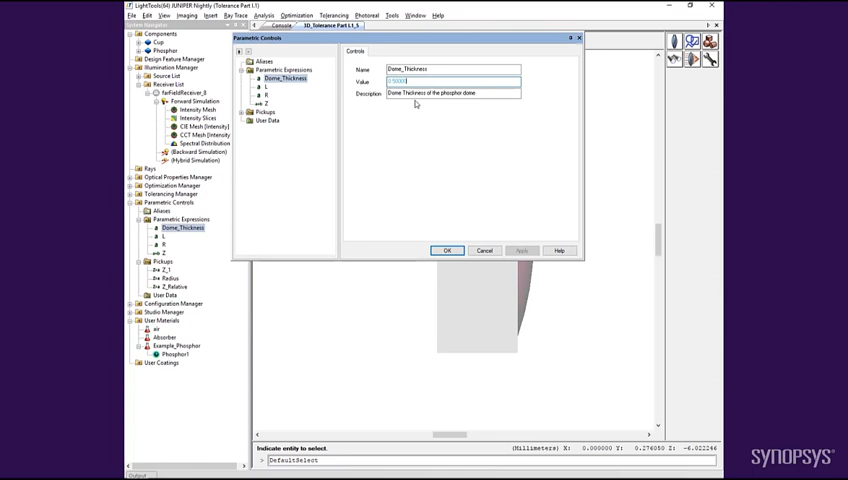 LightTools(64) JUNIPER Nightly (Tolerance Part I.1)
File Edit View Imaging Insert Ray Trace Analysis Optimization Tolerancing Photoreal Tools Window Help
System Navigator
Console
3D_Tolerance Part I.1_5
Components
Cup
Phosphor
Design Feature Manager
Illumination Manager
Source List
Receiver List
farFieldReceiver_8
Forward Simulation
Intensity Mesh
Intensity Slices
CIE Mesh [Intensity]
CCT Mesh [Intensity]
Spectral Distribution
(Backward Simulation)
(Hybrid Simulation)
Rays
Optical Properties Manager
Optimization Manager
Tolerancing Manager
Parametric Controls
Aliases
Parametric Expressions
Dome_Thickness
L
R
Z
Pickups
Z_1
Radius
Z_Relative
User Data
Configuration Manager
Studio Manager
User Materials
air
Absorber
Example_Phosphor
Phosphor1
User Coatings
Output
Parametric Controls
Aliases
Parametric Expressions
Dome_Thickness
L
R
Z
Pickups
User Data
Controls
Name Dome_Thickness
Value 0.50000
Description Dome Thickness of the phosphor dome
OK Cancel Apply Help
Indicate entity to select.
(Millimeters) X: 0.000000 Y: 0.276050 Z: -6.022246
> DefaultSelect
SYNOPSYS